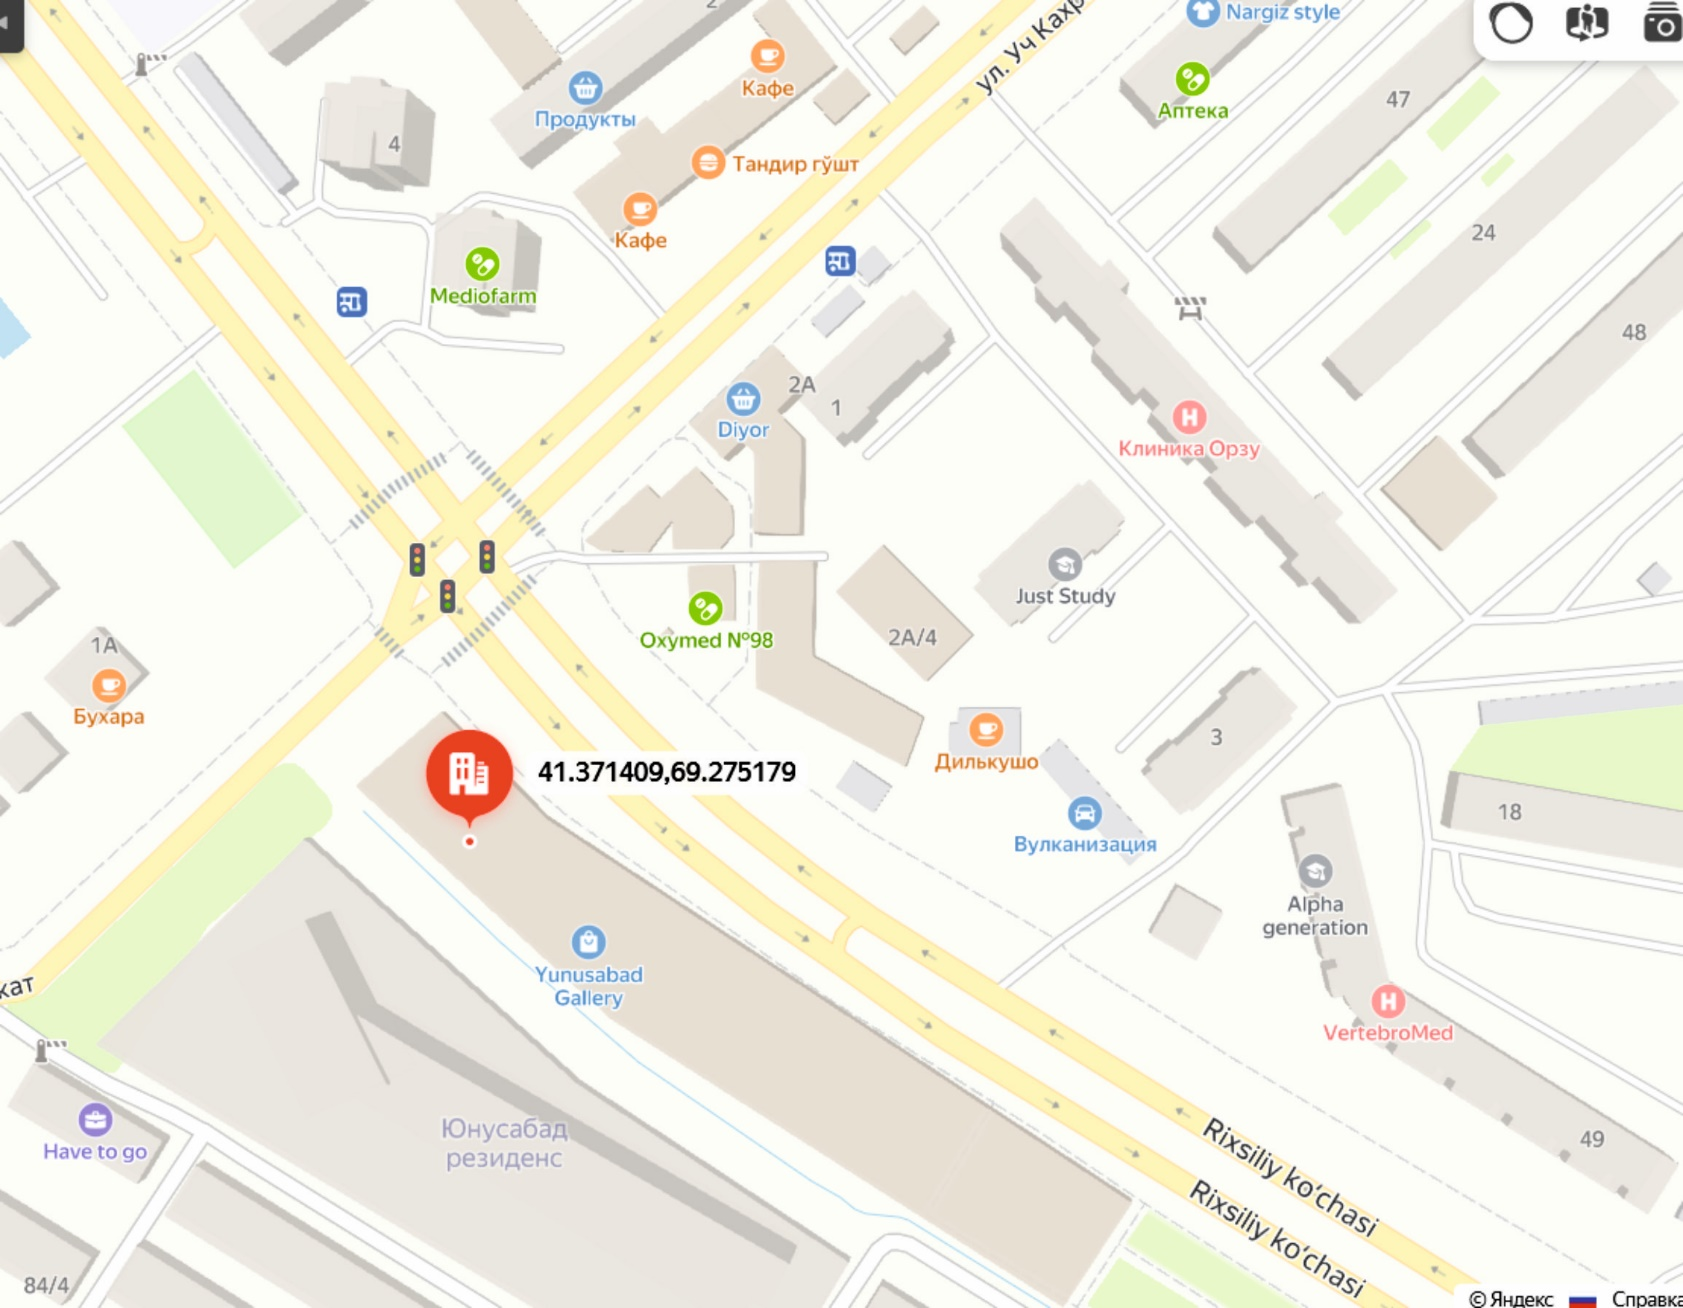 2
Nargiz style
Кафе
ул. Уч Кахр
Продукты
Аптека
47
4
Тандир гўшт
24
Кафе
Mediofarm
48
2A
1
Diyor
Клиника Орзу
Just Study
Oxymed №98
2A/4
1A
Бухара
3
Дилькушо
41.371409,69.275179
18
Вулканизация
Alpha
generation
Yunusabad
Gallery
кат
VertebroMed
Have to go
Юнусабад
резиденс
49
Rixsiliy ko‘chasi
Rixsiliy ko‘chasi
84/4
© Яндекс
Справка